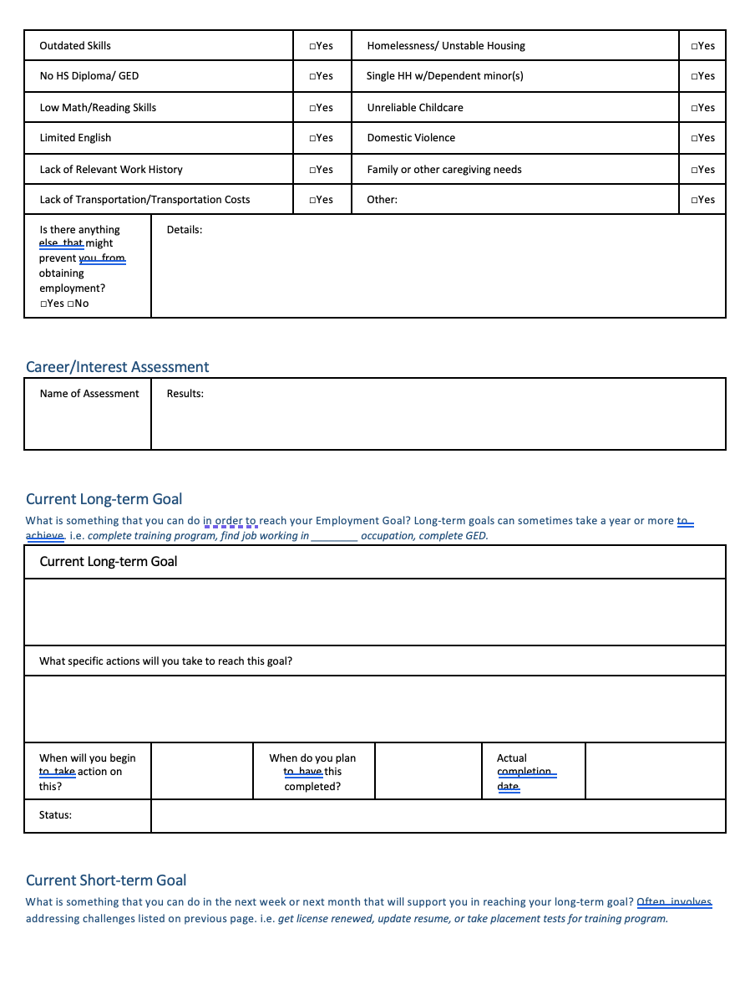 Outdated Skills □Yes Homelessness/ Unstable Housing □Yes
No HS Diploma/ GED □Yes Single HH w/Dependent minor(s) □Yes
Low Math/Reading Skills □Yes Unreliable Childcare □Yes
Limited English □Yes Domestic Violence □Yes
Lack of Relevant Work History □Yes Family or other caregiving needs □Yes
Lack of Transportation/Transportation Costs □Yes Other: □Yes
Is there anything
else that might
prevent you from
obtaining
employment?
□Yes □No
Details:
Career/Interest Assessment
Name of Assessment Results:
Current Long-term Goal
What is something that you can do in order to reach your Employment Goal? Long-term goals can sometimes take a year or more to
achieve. i.e. complete training program, find job working in ________ occupation, complete GED.
Current Long-term Goal
What specific actions will you take to reach this goal?
When will you begin
to take action on
this?
When do you plan
to have this
completed?
Actual
completion
date
Status:
Current Short-term Goal
What is something that you can do in the next week or next month that will support you in reaching your long-term goal? Often involves
addressing challenges listed on previous page. i.e. get license renewed, update resume, or take placement tests for training program.